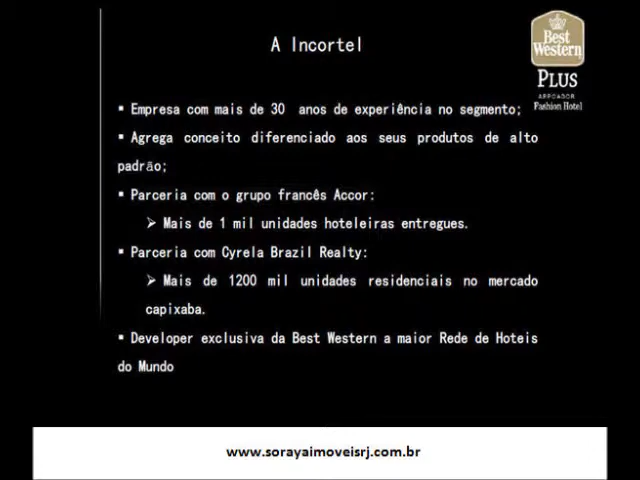 A Incortel
Best
Western
PLUS
ARPOADOR
Fashion Hotel
▪ Empresa com mais de 30 anos de experiência no segmento;
▪ Agrega conceito diferenciado aos seus produtos de alto
padrão;
▪ Parceria com o grupo francês Accor:
➢ Mais de 1 mil unidades hoteleiras entregues.
▪ Parceria com Cyrela Brazil Realty:
➢ Mais de 1200 mil unidades residenciais no mercado
capixaba.
▪ Developer exclusiva da Best Western a maior Rede de Hoteis
do Mundo
www.sorayaimoveisrj.com.br